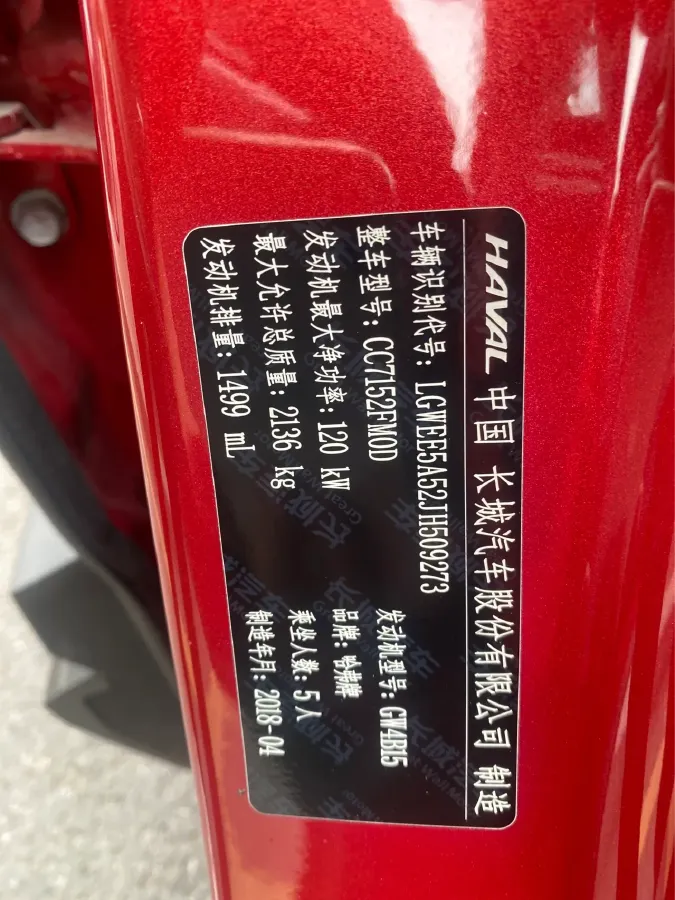 HAVAL 中国 长城汽车股份有限公司 制造
车辆识别代号: LGWEE5A52JH509273
整车型号: CC7152FM0D 发动机型号: GW4B15
发动机最大净功率: 120 kW 品牌: 哈弗牌
最大允许总质量: 2136 kg 乘坐人数: 5人
发动机排量: 1499 mL 制造年月: 2018-04